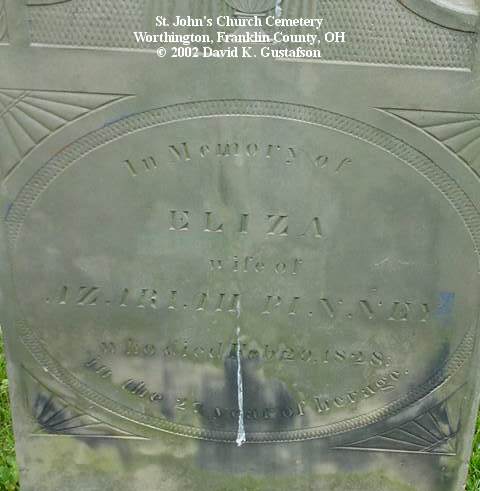 St. John's Church Cemetery
Worthington, Franklin County, OH
© 2002 David K. Gustafson
In Memory of
ELIZA
wife of
AZARIAH PINNEY
who died Feb 20, 1828,
in the 27 year of her age.